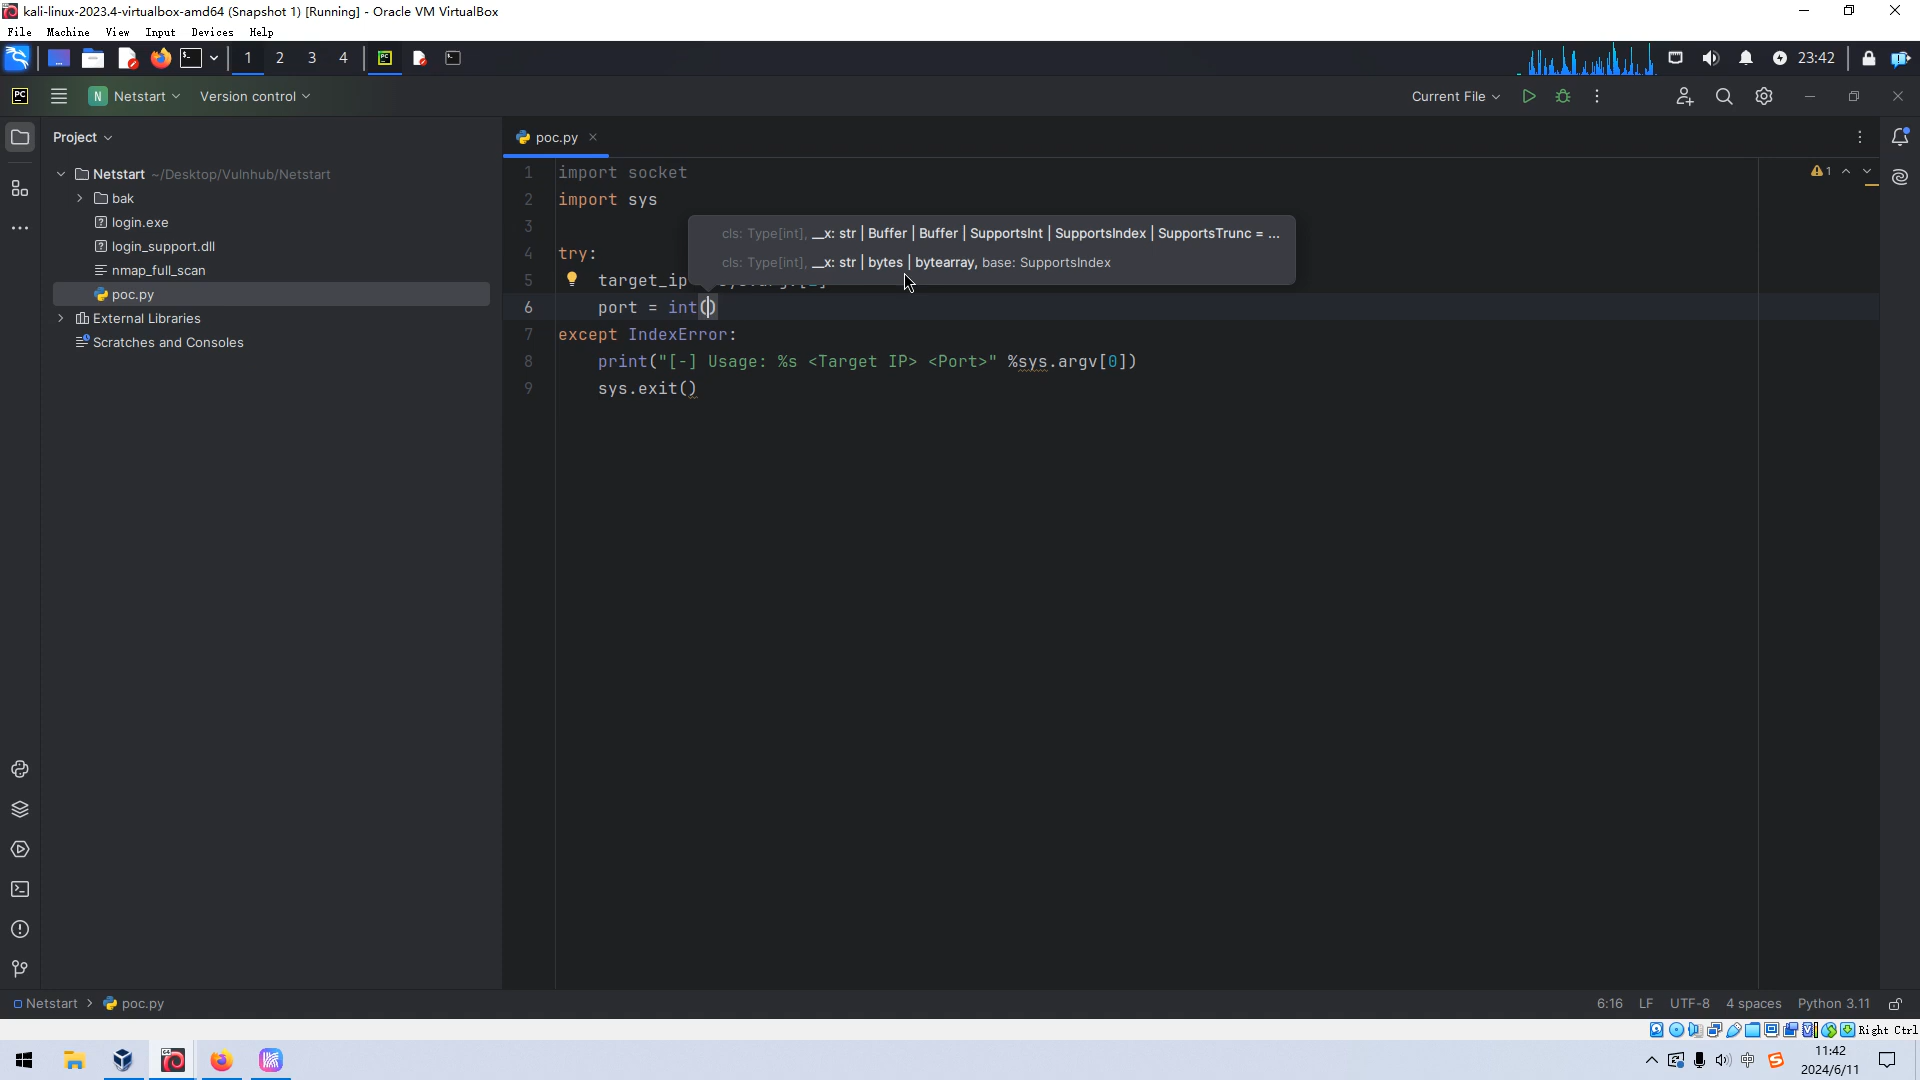 kali-linux-2023.4-virtualbox-amd64 (Snapshot 1) [Running] - Oracle VM VirtualBox
File Machine View Input Devices Help
1 2 3 4 23:42
N Netstart Version control Current File
Project
poc.py
Netstart ~/Desktop/Vulnhub/Netstart
bak
login.exe
login_support.dll
nmap_full_scan
poc.py
External Libraries
Scratches and Consoles
1 import socket
2 import sys
3
cls: Type[int], __x: str | Buffer | Buffer | SupportsInt | SupportsIndex | SupportsTrunc = ...
4 try:
cls: Type[int], __x: str | bytes | bytearray, base: SupportsIndex
5 target_ip
6 port = int()
7 except IndexError:
8 print("[-] Usage: %s <Target IP> <Port>" %sys.argv[0])
9 sys.exit()
1
Netstart > poc.py
6:16 LF UTF-8 4 spaces Python 3.11
Right Ctrl
中
11:42
2024/6/11